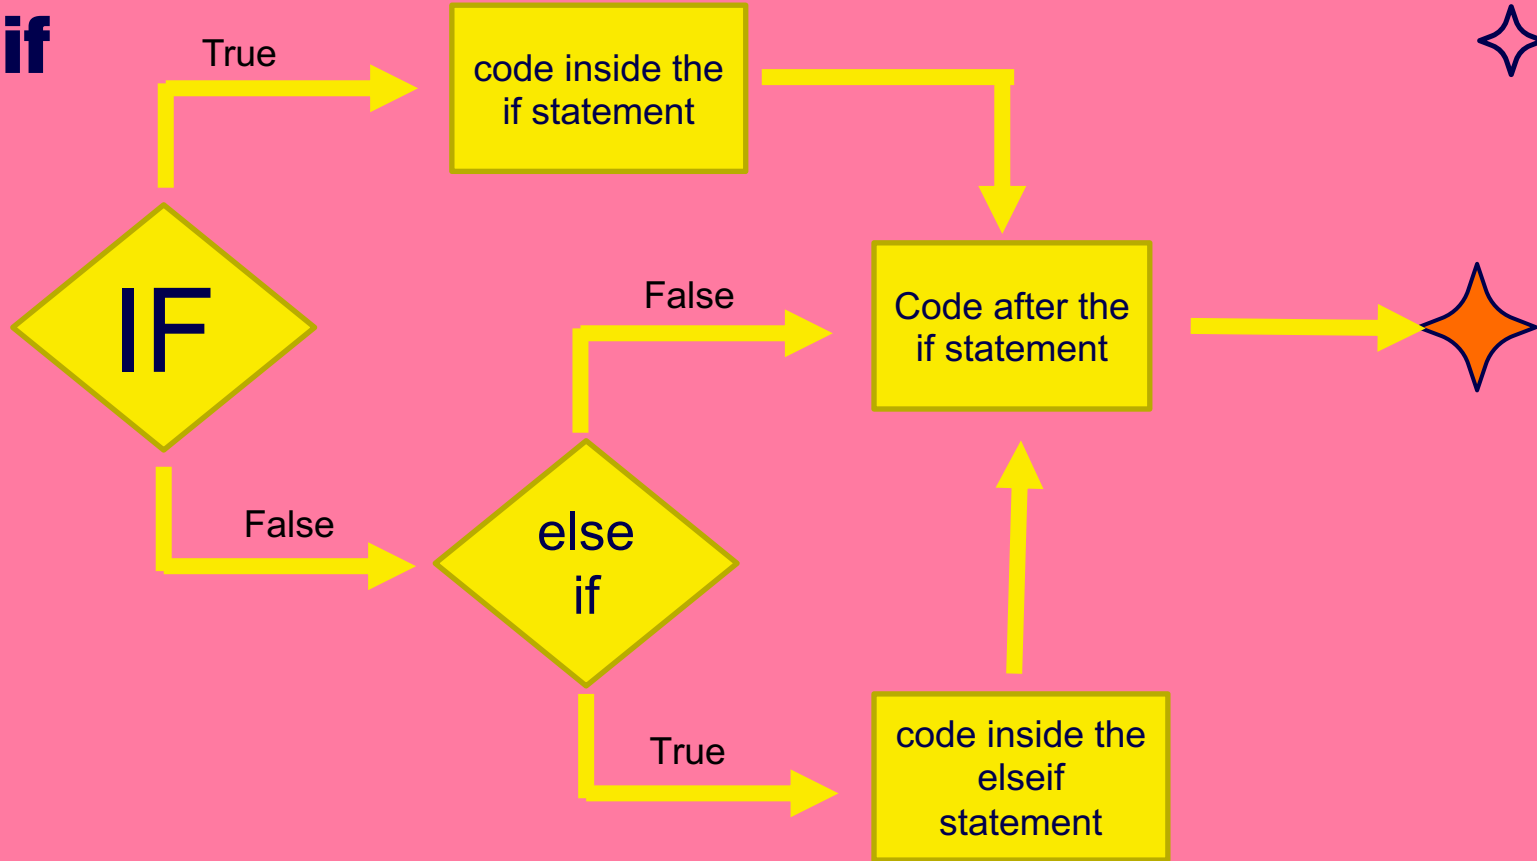 if
True
code inside the
if statement
IF
False
Code after the
if statement
False
else
if
True
code inside the
elseif
statement